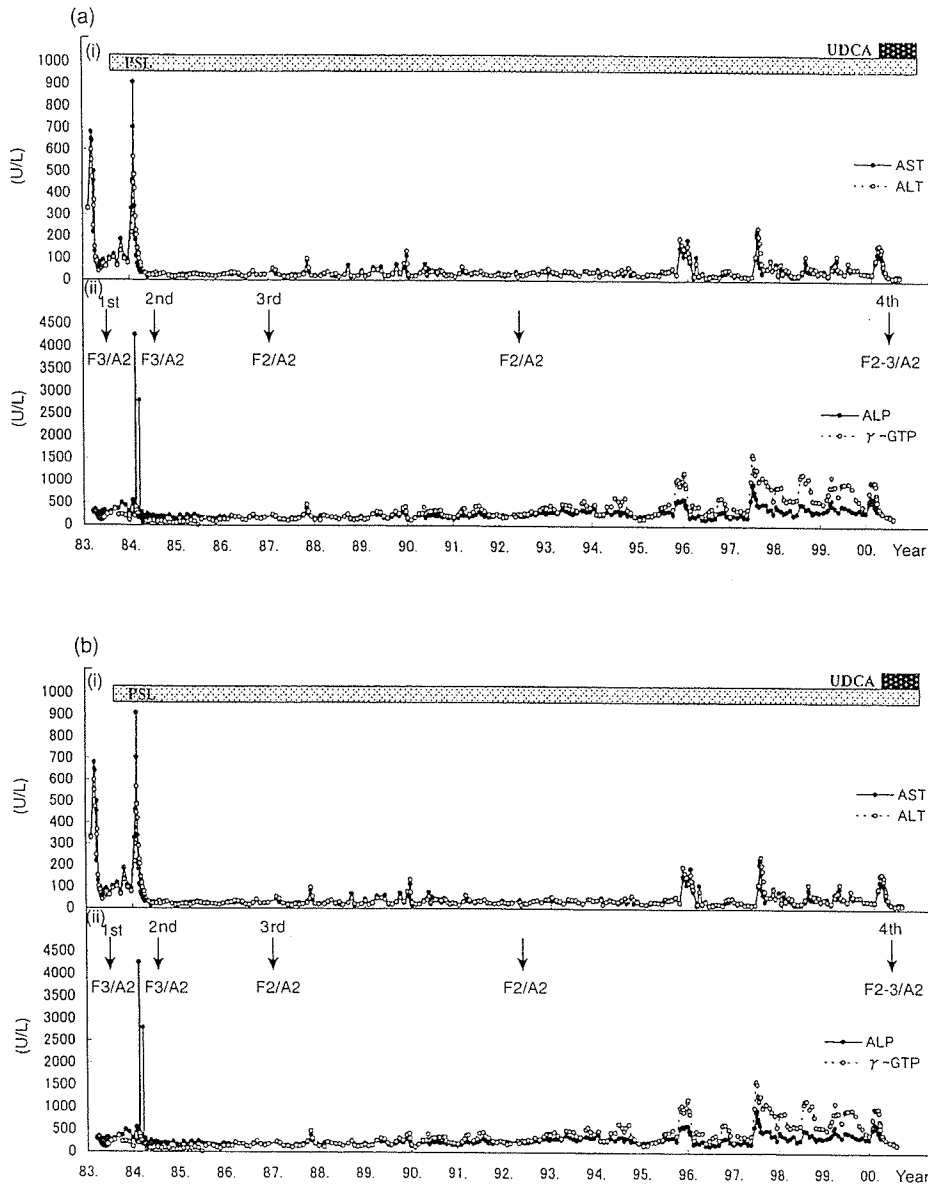 (a)
(i)
UDCA
PSL
1000
900
800
700
600
500
400
300
200
100
0
(U/L)
AST
ALT
(ii)
1st 2nd 3rd 4th
F3/A2 F3/A2 F2/A2 F2/A2 F2-3/A2
4500
4000
3500
3000
2500
2000
1500
1000
500
0
(U/L)
ALP
γ-GTP
83. 84. 85. 86. 87. 88. 89. 90. 91. 92. 93. 94. 95. 96. 97. 98. 99. 00. Year
(b)
(i)
UDCA
PSL
1000
900
800
700
600
500
400
300
200
100
0
(U/L)
AST
ALT
(ii)
1st 2nd 3rd 4th
F3/A2 F3/A2 F2/A2 F2/A2 F2-3/A2
4500
4000
3500
3000
2500
2000
1500
1000
500
0
(U/L)
ALP
γ-GTP
83. 84. 85. 86. 87. 88. 89. 90. 91. 92. 93. 94. 95. 96. 97. 98. 99. 00. Year